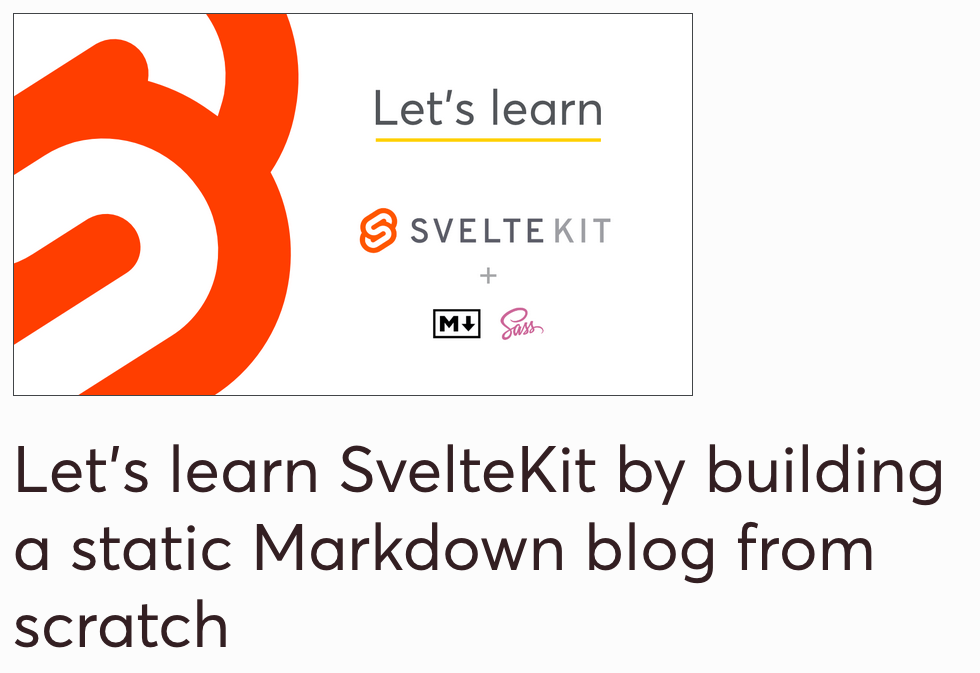 Let's learn
SVELTEKIT
+
M
Sass
Let's learn SvelteKit by building
a static Markdown blog from
scratch